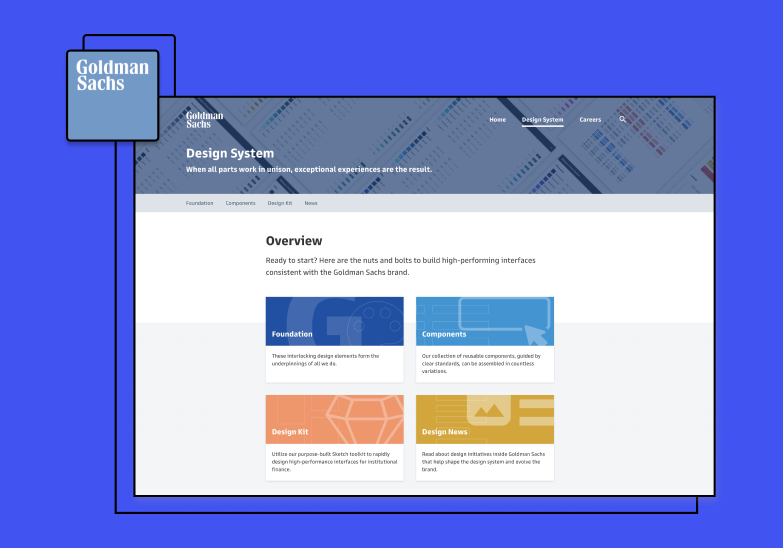 Goldman
Sachs
Goldman
Sachs
Home Design System Careers
Design System
When all parts work in unison, exceptional experiences are the result.
Foundation Components Design Kit News
Overview
Ready to start? Here are the nuts and bolts to build high-performing interfaces
consistent with the Goldman Sachs brand.
Foundation
These interlocking design elements form the
underpinnings of all we do.
Components
Our collection of reusable components, guided by
clear standards, can be assembled in countless
variations.
Design Kit
Utilize our purpose-built Sketch toolkit to rapidly
design high-performance interfaces for institutional
finance.
Design News
Read about design initiatives inside Goldman Sachs
that help shape the design system and evolve the
brand.